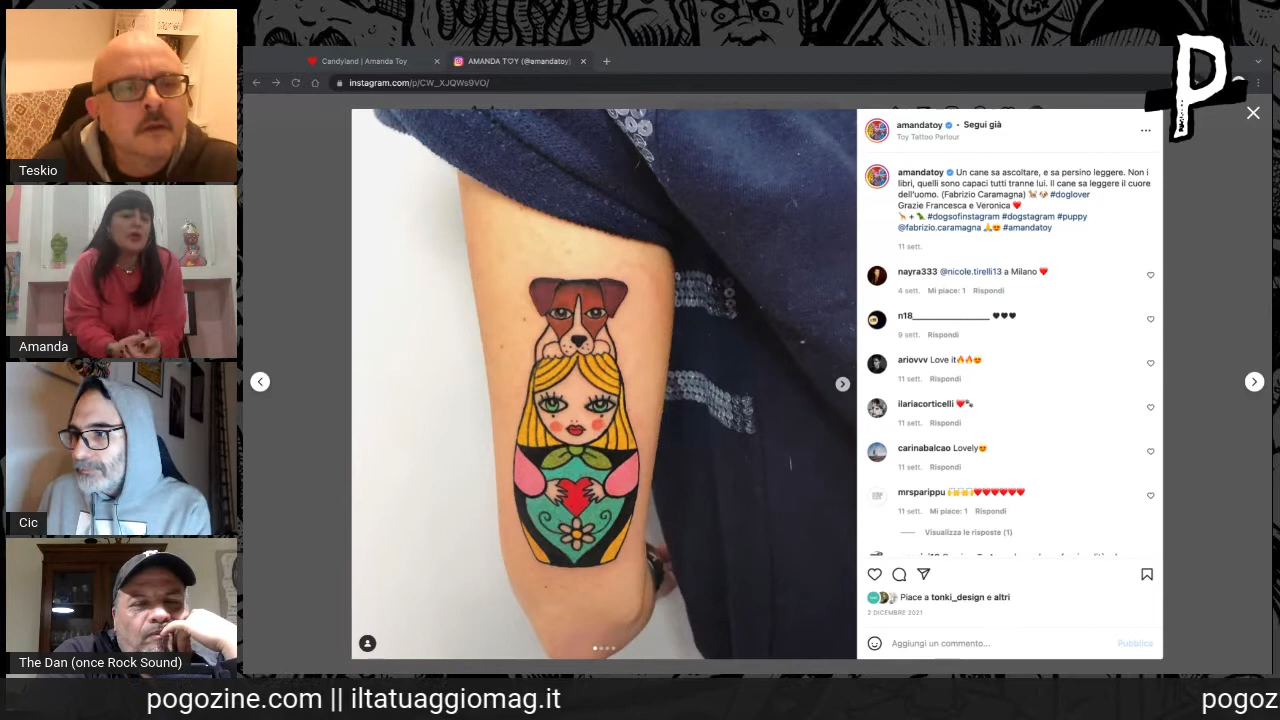 Teskio
Amanda
Cic
The Dan (once Rock Sound)
Candyland | Amanda Toy
AMANDA TOY (@amandatoy)
instagram.com/p/CW_XJQWs9VO/
P
amandatoy • Segui già
Toy Tattoo Parlour
amandatoy Un cane sa ascoltare, e sa persino leggere. Non i
libri, quelli sono capaci tutti tranne lui. Il cane sa leggere il cuore
dell'uomo. (Fabrizio Caramagna) 🐕 🐶 #doglover
Grazie Francesca e Veronica ❤️
+ #dogsofinstagram #dogstagram #puppy
@fabrizio.caramagna 🙏😍 #amandatoy
11 sett.
nayra333 @nicole.tirelli13 a Milano ❤️
4 sett. Mi piace: 1 Rispondi
n18__________________ 🖤🖤🖤
9 sett. Rispondi
ariovvv Love it🔥🔥😍
11 sett. Rispondi
ilariacorticelli ❤️🐾
11 sett. Rispondi
carinabalcao Lovely😍
11 sett. Rispondi
mrsparippu 🙌🙌🙌❤️❤️❤️❤️❤️❤️
11 sett. Mi piace: 1 Rispondi
Visualizza le risposte (1)
Piace a tonki_design e altri
2 DICEMBRE 2021
Aggiungi un commento...
Pubblica
pogozine.com || iltatuaggiomag.it
pogoz